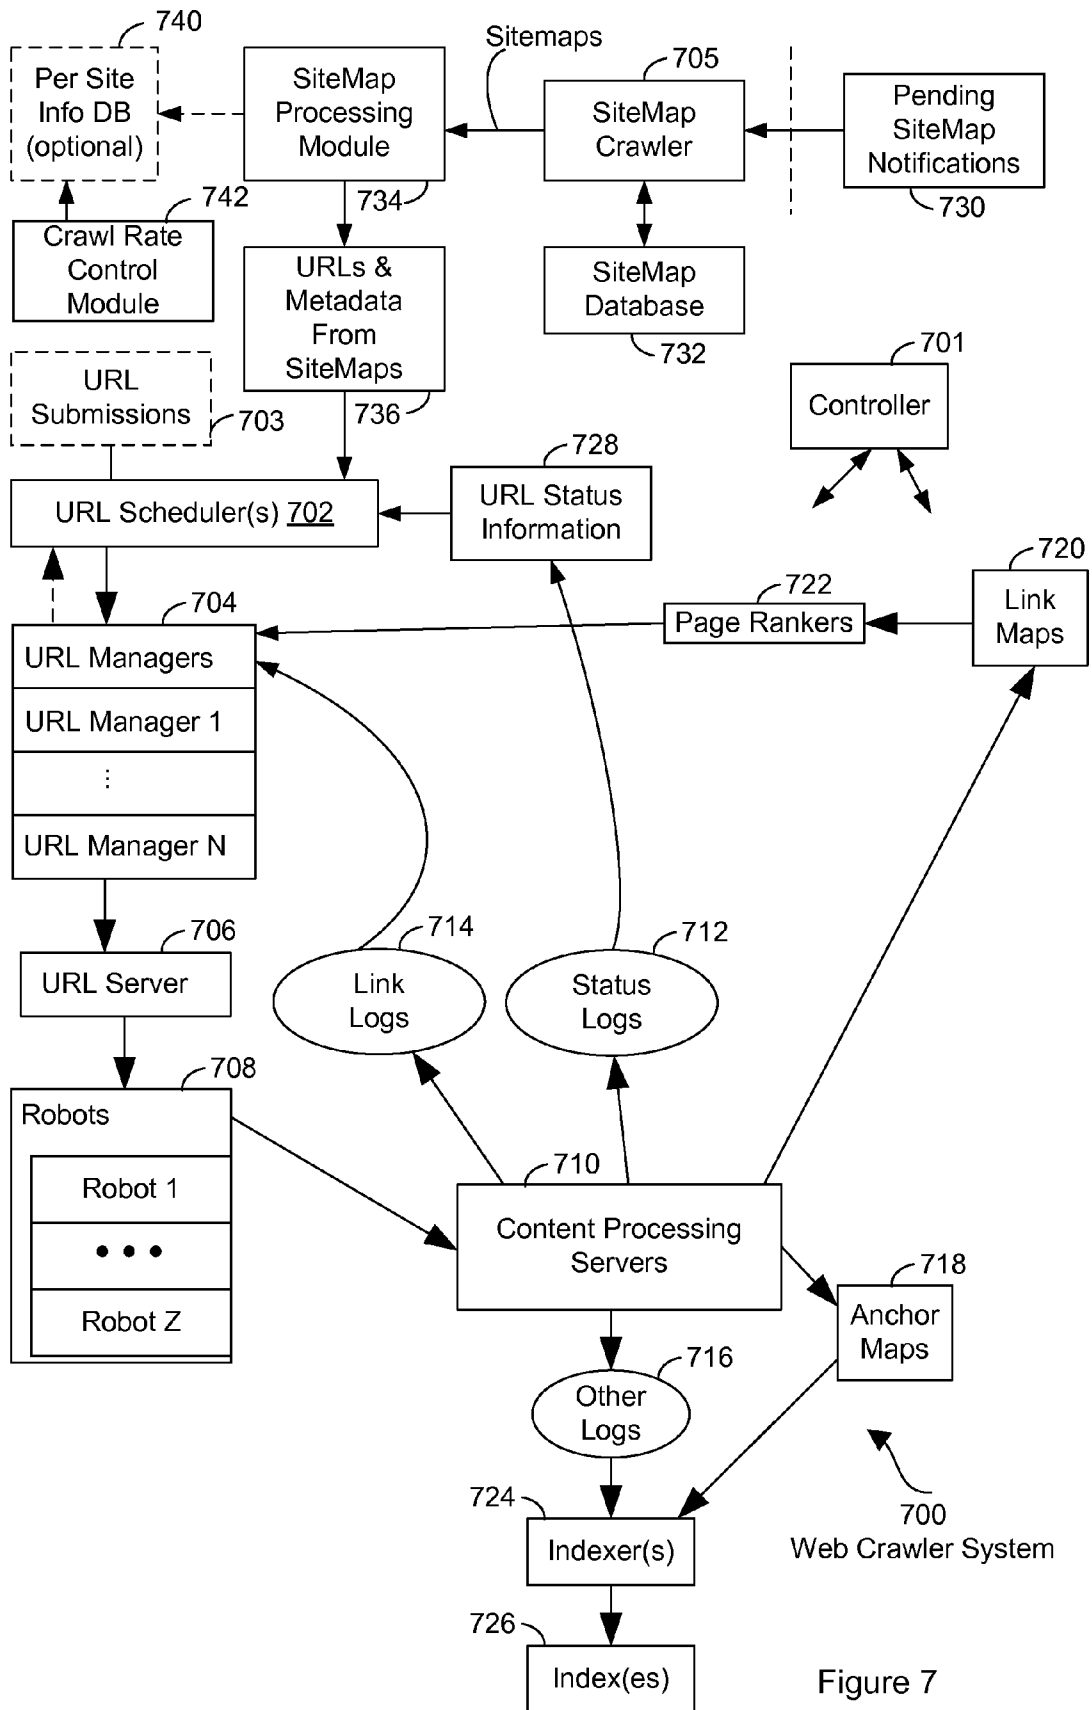 740
Per Site
Info DB
(optional)
742
Crawl Rate
Control
Module
SiteMap
Processing
Module
734
Sitemaps
705
SiteMap
Crawler
Pending
SiteMap
Notifications
730
URLs &
Metadata
From
SiteMaps
736
SiteMap
Database
732
701
Controller
URL
Submissions
703
728
URL Status
Information
URL Scheduler(s) 702
720
Link
Maps
722
Page Rankers
704
URL Managers
URL Manager 1
⋮
URL Manager N
706
URL Server
714
Link
Logs
712
Status
Logs
708
Robots
Robot 1
• • •
Robot Z
710
Content Processing
Servers
718
Anchor
Maps
716
Other
Logs
724
Indexer(s)
700
Web Crawler System
726
Index(es)
Figure 7